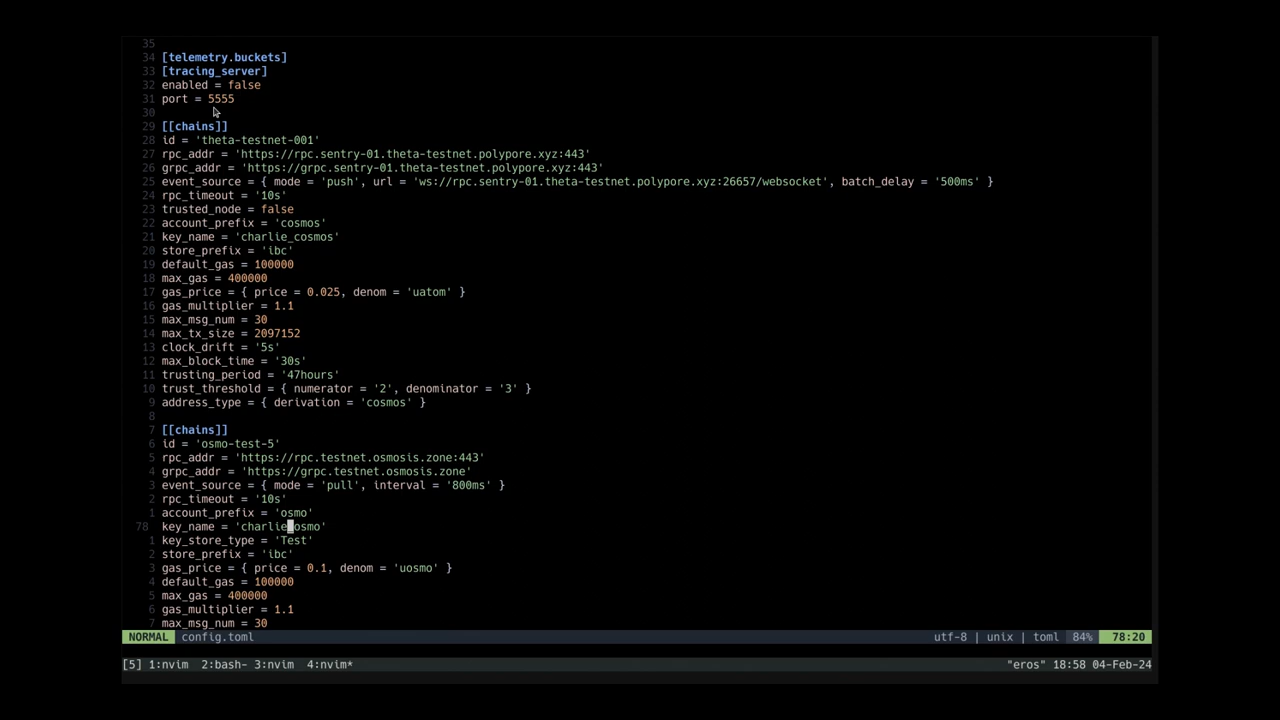 35
34 [telemetry.buckets]
33 [tracing_server]
32 enabled = false
31 port = 5555
30
29 [[chains]]
28 id = 'theta-testnet-001'
27 rpc_addr = 'https://rpc.sentry-01.theta-testnet.polypore.xyz:443'
26 grpc_addr = 'https://grpc.sentry-01.theta-testnet.polypore.xyz:443'
25 event_source = { mode = 'push', url = 'ws://rpc.sentry-01.theta-testnet.polypore.xyz:26657/websocket', batch_delay = '500ms' }
24 rpc_timeout = '10s'
23 trusted_node = false
22 account_prefix = 'cosmos'
21 key_name = 'charlie_cosmos'
20 store_prefix = 'ibc'
19 default_gas = 100000
18 max_gas = 400000
17 gas_price = { price = 0.025, denom = 'uatom' }
16 gas_multiplier = 1.1
15 max_msg_num = 30
14 max_tx_size = 2097152
13 clock_drift = '5s'
12 max_block_time = '30s'
11 trusting_period = '47hours'
10 trust_threshold = { numerator = '2', denominator = '3' }
9 address_type = { derivation = 'cosmos' }
8
7 [[chains]]
6 id = 'osmo-test-5'
5 rpc_addr = 'https://rpc.testnet.osmosis.zone:443'
4 grpc_addr = 'https://grpc.testnet.osmosis.zone'
3 event_source = { mode = 'pull', interval = '800ms' }
2 rpc_timeout = '10s'
1 account_prefix = 'osmo'
78 key_name = 'charlie_osmo'
1 key_store_type = 'Test'
2 store_prefix = 'ibc'
3 gas_price = { price = 0.1, denom = 'uosmo' }
4 default_gas = 100000
5 max_gas = 400000
6 gas_multiplier = 1.1
7 max_msg_num = 30
NORMAL config.toml utf-8 | unix | toml 84% 78:20
[5] 1:nvim 2:bash- 3:nvim 4:nvim* "eros" 18:58 04-Feb-24